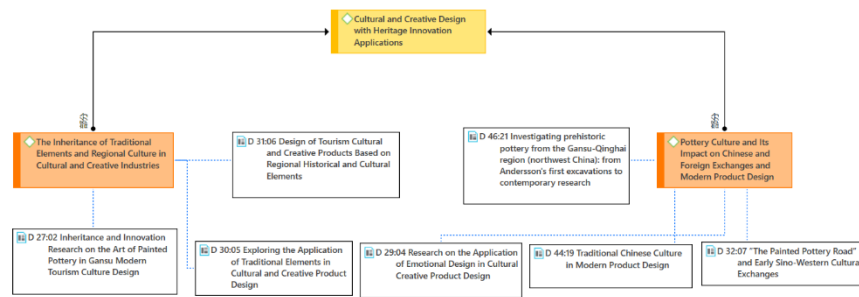 Cultural and Creative Design
with Heritage Innovation
Applications
The Inheritance of Traditional
Elements and Regional Culture in
Cultural and Creative Industries
D 31:06 Design of Tourism Cultural
and Creative Products Based on
Regional Historical and Cultural
Elements
D 46:21 Investigating prehistoric
pottery from the Gansu-Qinghai
region (northwest China): from
Andersson's first excavations to
contemporary research
Pottery Culture and Its
Impact on Chinese and
Foreign Exchanges and
Modern Product Design
D 27:02 Inheritance and Innovation
Research on the Art of Painted
Pottery in Gansu Modern
Tourism Culture Design
D 30:05 Exploring the Application
of Traditional Elements in
Cultural and Creative Product
Design
D 29:04 Research on the Application
of Emotional Design in Cultural
Creative Product Design
D 44:19 Traditional Chinese Culture
in Modern Product Design
D 32:07 "The Painted Pottery Road"
and Early Sino-Western Cultural
Exchanges